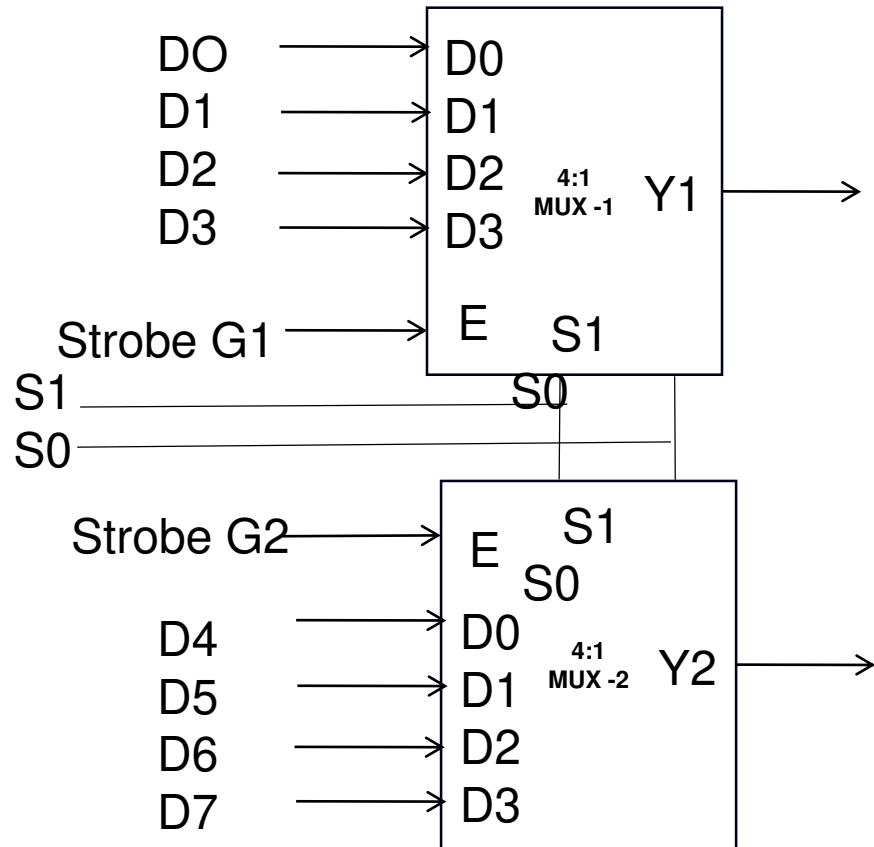 DO
D1
D2
D3
D0
D1
D2
D3
4:1
MUX -1
Y1
Strobe G1
E
S1
S0
S1
S0
Strobe G2
E
S1
S0
D4
D5
D6
D7
D0
D1
D2
D3
4:1
MUX -2
Y2